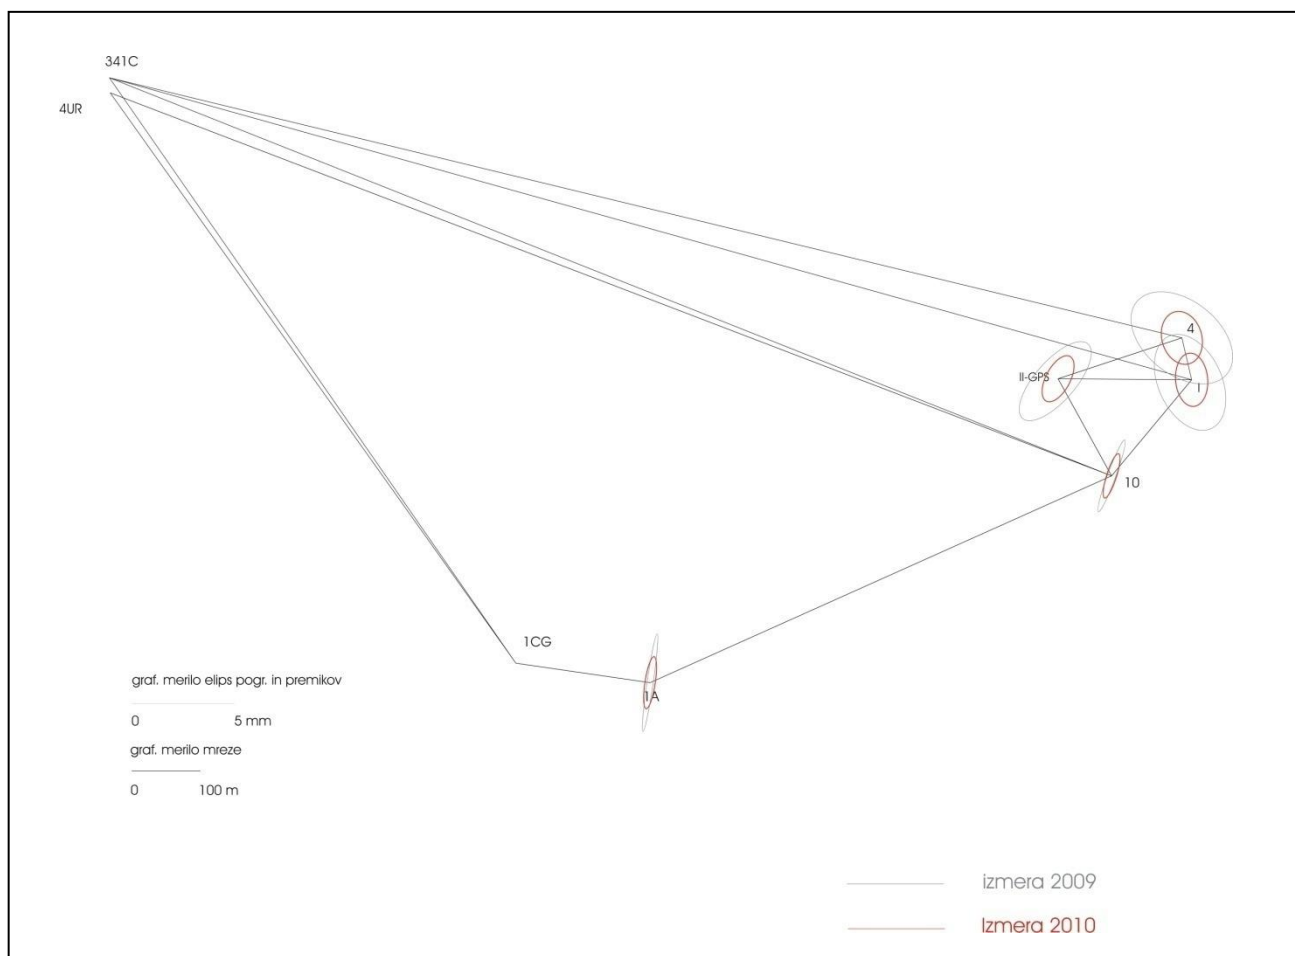 341C
4UR
4
II-GPS
I
10
1CG
1A
graf. merilo elips pogr. in premikov
0 5 mm
graf. merilo mreze
0 100 m
izmera 2009
Izmera 2010